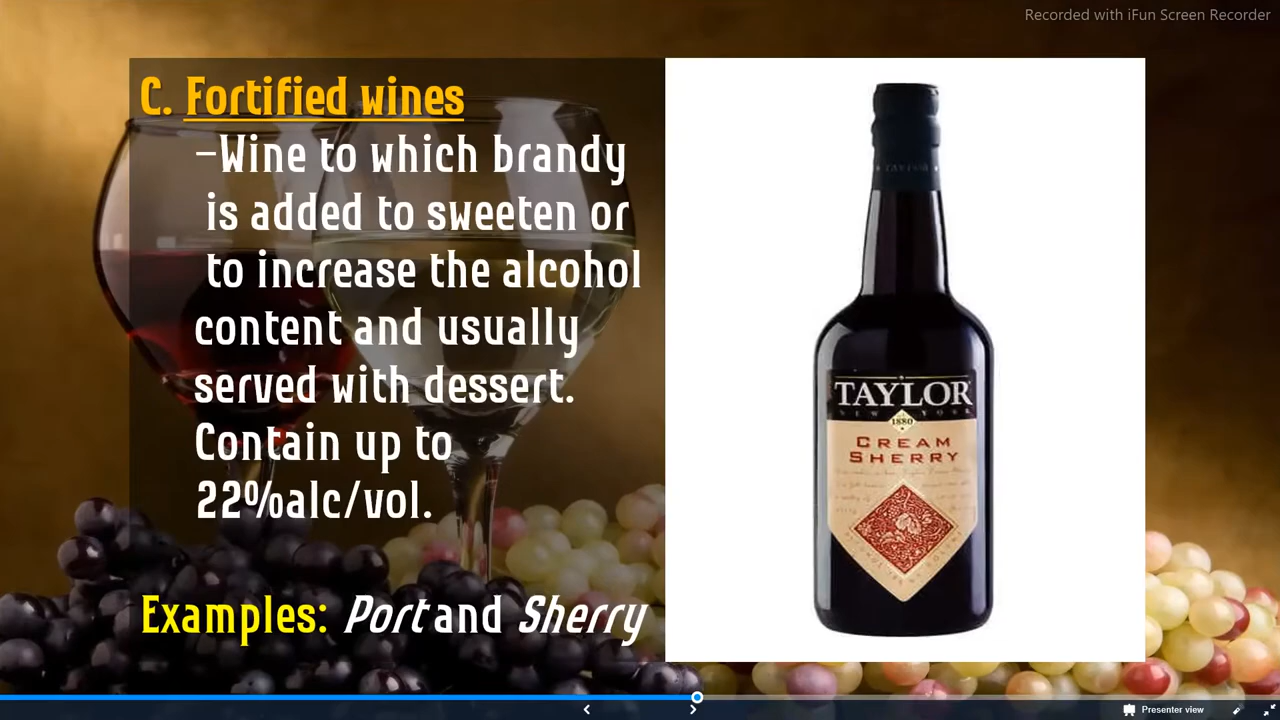 Recorded with iFun Screen Recorder
C. Fortified wines
–Wine to which brandy
is added to sweeten or
to increase the alcohol
content and usually
served with dessert.
Contain up to
22%alc/vol.
Examples: Port and Sherry
TAYLOR
NEW YORK
1880
CREAM
SHERRY
Presenter view